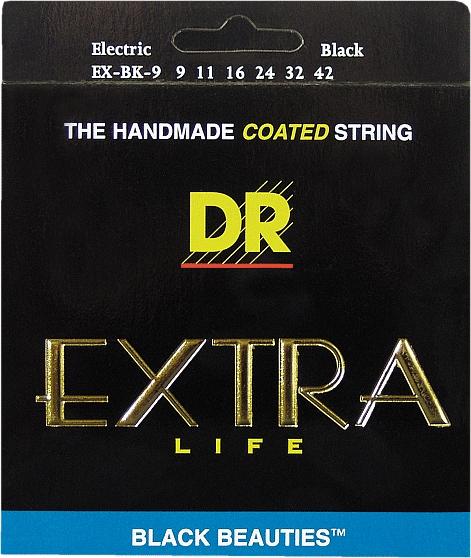 Electric Black
EX-BK-9 9 11 16 24 32 42
THE HANDMADE COATED STRING
DR
EXTRA
LIFE
BLACK BEAUTIES™